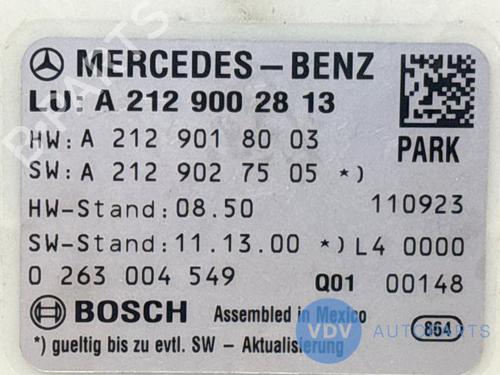 MERCEDES-BENZ
LU: A 212 900 28 13
HW: A 212 901 80 03 PARK
SW: A 212 902 75 05 *)
HW-Stand: 08.50 110923
SW-Stand: 11.13.00 *) L4 0000
0 263 004 549 Q01 00148
BOSCH Assembled in Mexico 864
*) gueltig bis zu evtl. SW - Aktualisierung
VDV AUTOPARTS
B-PARTS